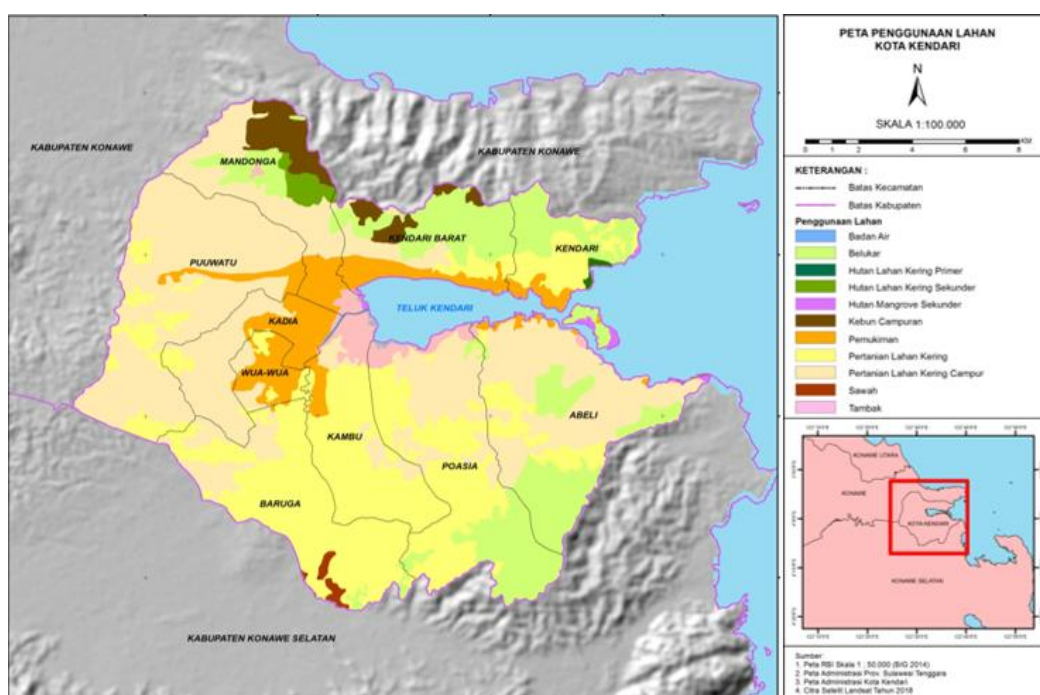 PETA PENGGUNAAN LAHAN
KOTA KENDARI
N
SKALA 1:100.000
0 1 2 4 6 8 KM
KETERANGAN :
Batas Kecamatan
Batas Kabupaten
Penggunaan Lahan
Badan Air
Belukar
Hutan Lahan Kering Primer
Hutan Lahan Kering Sekunder
Hutan Mangrove Sekunder
Kebun Campuran
Pemukiman
Pertanian Lahan Kering
Pertanian Lahan Kering Campur
Sawah
Tambak
KABUPATEN KONAWE
KABUPATEN KONAWE
MANDONGA
KENDARI BARAT
KENDARI
PUUWATU
TELUK KENDARI
KADIA
WUA-WUA
ABELI
KAMBU
POASIA
BARUGA
KABUPATEN KONAWE SELATAN
KONAWE UTARA
KONAWE
KOTA KENDARI
KONAWE SELATAN
Sumber:
1. Peta RBI Skala 1 : 50.000 (BIG 2014)
2. Peta Administrasi Prov. Sulawesi Tenggara
3. Peta Administrasi Kota Kendari
4. Citra Satelit Landsat Tahun 2018